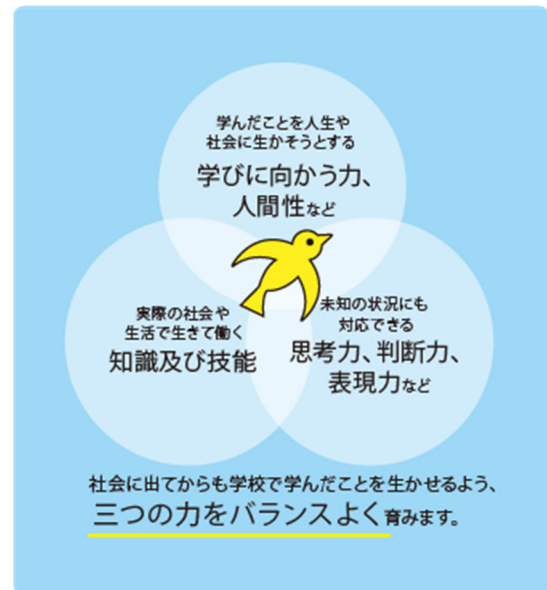 学んだことを人生や
社会に生かそうとする
学びに向かう力、
人間性など
実際の社会や
生活で生きて働く
知識及び技能
未知の状況にも
対応できる
思考力、判断力、
表現力など
社会に出てからも学校で学んだことを生かせるよう、
三つの力をバランスよく育みます。